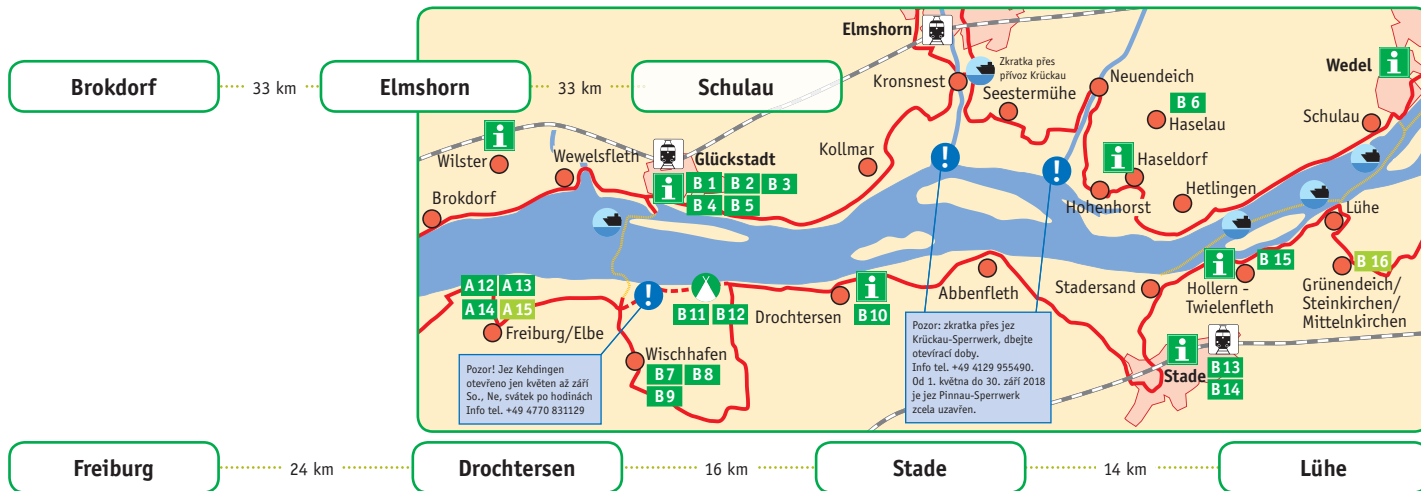 Brokdorf
33 km
Elmshorn
33 km
Schulau
Elmshorn
Zkratka přes
přívoz Krückau
Kronsnest
Seestermühe
Neuendeich
B 6
Haselau
Wedel
Schulau
Wilster
Wewelsfleth
Glückstadt
B 1
B 2
B 3
B 4
B 5
Kollmar
Haseldorf
Hohenhorst
Hetlingen
Brokdorf
Lühe
A 12
A 13
A 14
A 15
Freiburg/Elbe
B11
B12
Drochtersen
B10
Abbenfleth
Stadersand
B 15
Hollern -
Twielenfleth
B 16
Grünendeich/
Steinkirchen/
Mittelnkirchen
Wischhafen
B 7
B 8
B 9
Pozor! Jez Kehdingen
otevřeno jen květen až září
So., Ne, svátek po hodinách
Info tel. +49 4770 831129
Pozor: zkratka přes jez
Krückau-Sperrwerk, dbejte
otevírací doby.
Info tel. +49 4129 955490.
Od 1. května do 30. září 2018
je jez Pinnau-Sperrwerk
zcela uzavřen.
Stade
B13
B14
Freiburg
24 km
Drochtersen
16 km
Stade
14 km
Lühe